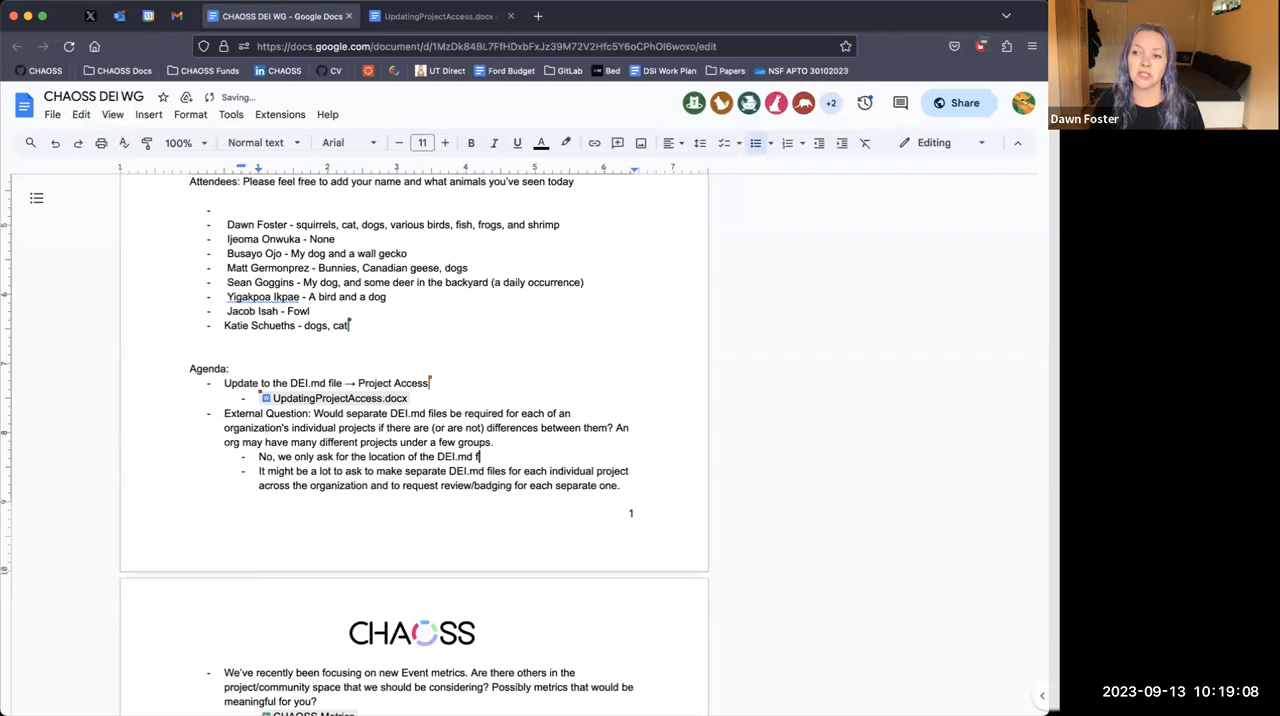 CHAOSS DEI WG - Google Docs
UpdatingProjectAccess.docx
https://docs.google.com/document/d/1MzDk84BL7FfHDxbFxJz39M72V2Hfc5Y6oCPhOl6woxo/edit
CHAOSS
CHAOSS Docs
CHAOSS Funds
CHAOSS
CV
UT Direct
Ford Budget
GitLab
Bed
DSI Work Plan
Papers
NSF APTO 30102023
CHAOSS DEI WG
Saving...
File Edit View Insert Format Tools Extensions Help
+2
Share
100%
Normal text
Arial
11
Editing
1 1 2 3 4 5 6 7
Attendees: Please feel free to add your name and what animals you've seen today
-
- Dawn Foster - squirrels, cat, dogs, various birds, fish, frogs, and shrimp
- Ijeoma Onwuka - None
- Busayo Ojo - My dog and a wall gecko
- Matt Germonprez - Bunnies, Canadian geese, dogs
- Sean Goggins - My dog, and some deer in the backyard (a daily occurrence)
- Yigakpoa Ikpae - A bird and a dog
- Jacob Isah - Fowl
- Katie Schueths - dogs, cat
Agenda:
- Update to the DEI.md file → Project Access
- UpdatingProjectAccess.docx
- External Question: Would separate DEI.md files be required for each of an
organization's individual projects if there are (or are not) differences between them? An
org may have many different projects under a few groups.
- No, we only ask for the location of the DEI.md f
- It might be a lot to ask to make separate DEI.md files for each individual project
across the organization and to request review/badging for each separate one.
1
CHAOSS
- We've recently been focusing on new Event metrics. Are there others in the
project/community space that we should be considering? Possibly metrics that would be
meaningful for you?
CHAOSS Metrics
Dawn Foster
2023-09-13 10:19:08